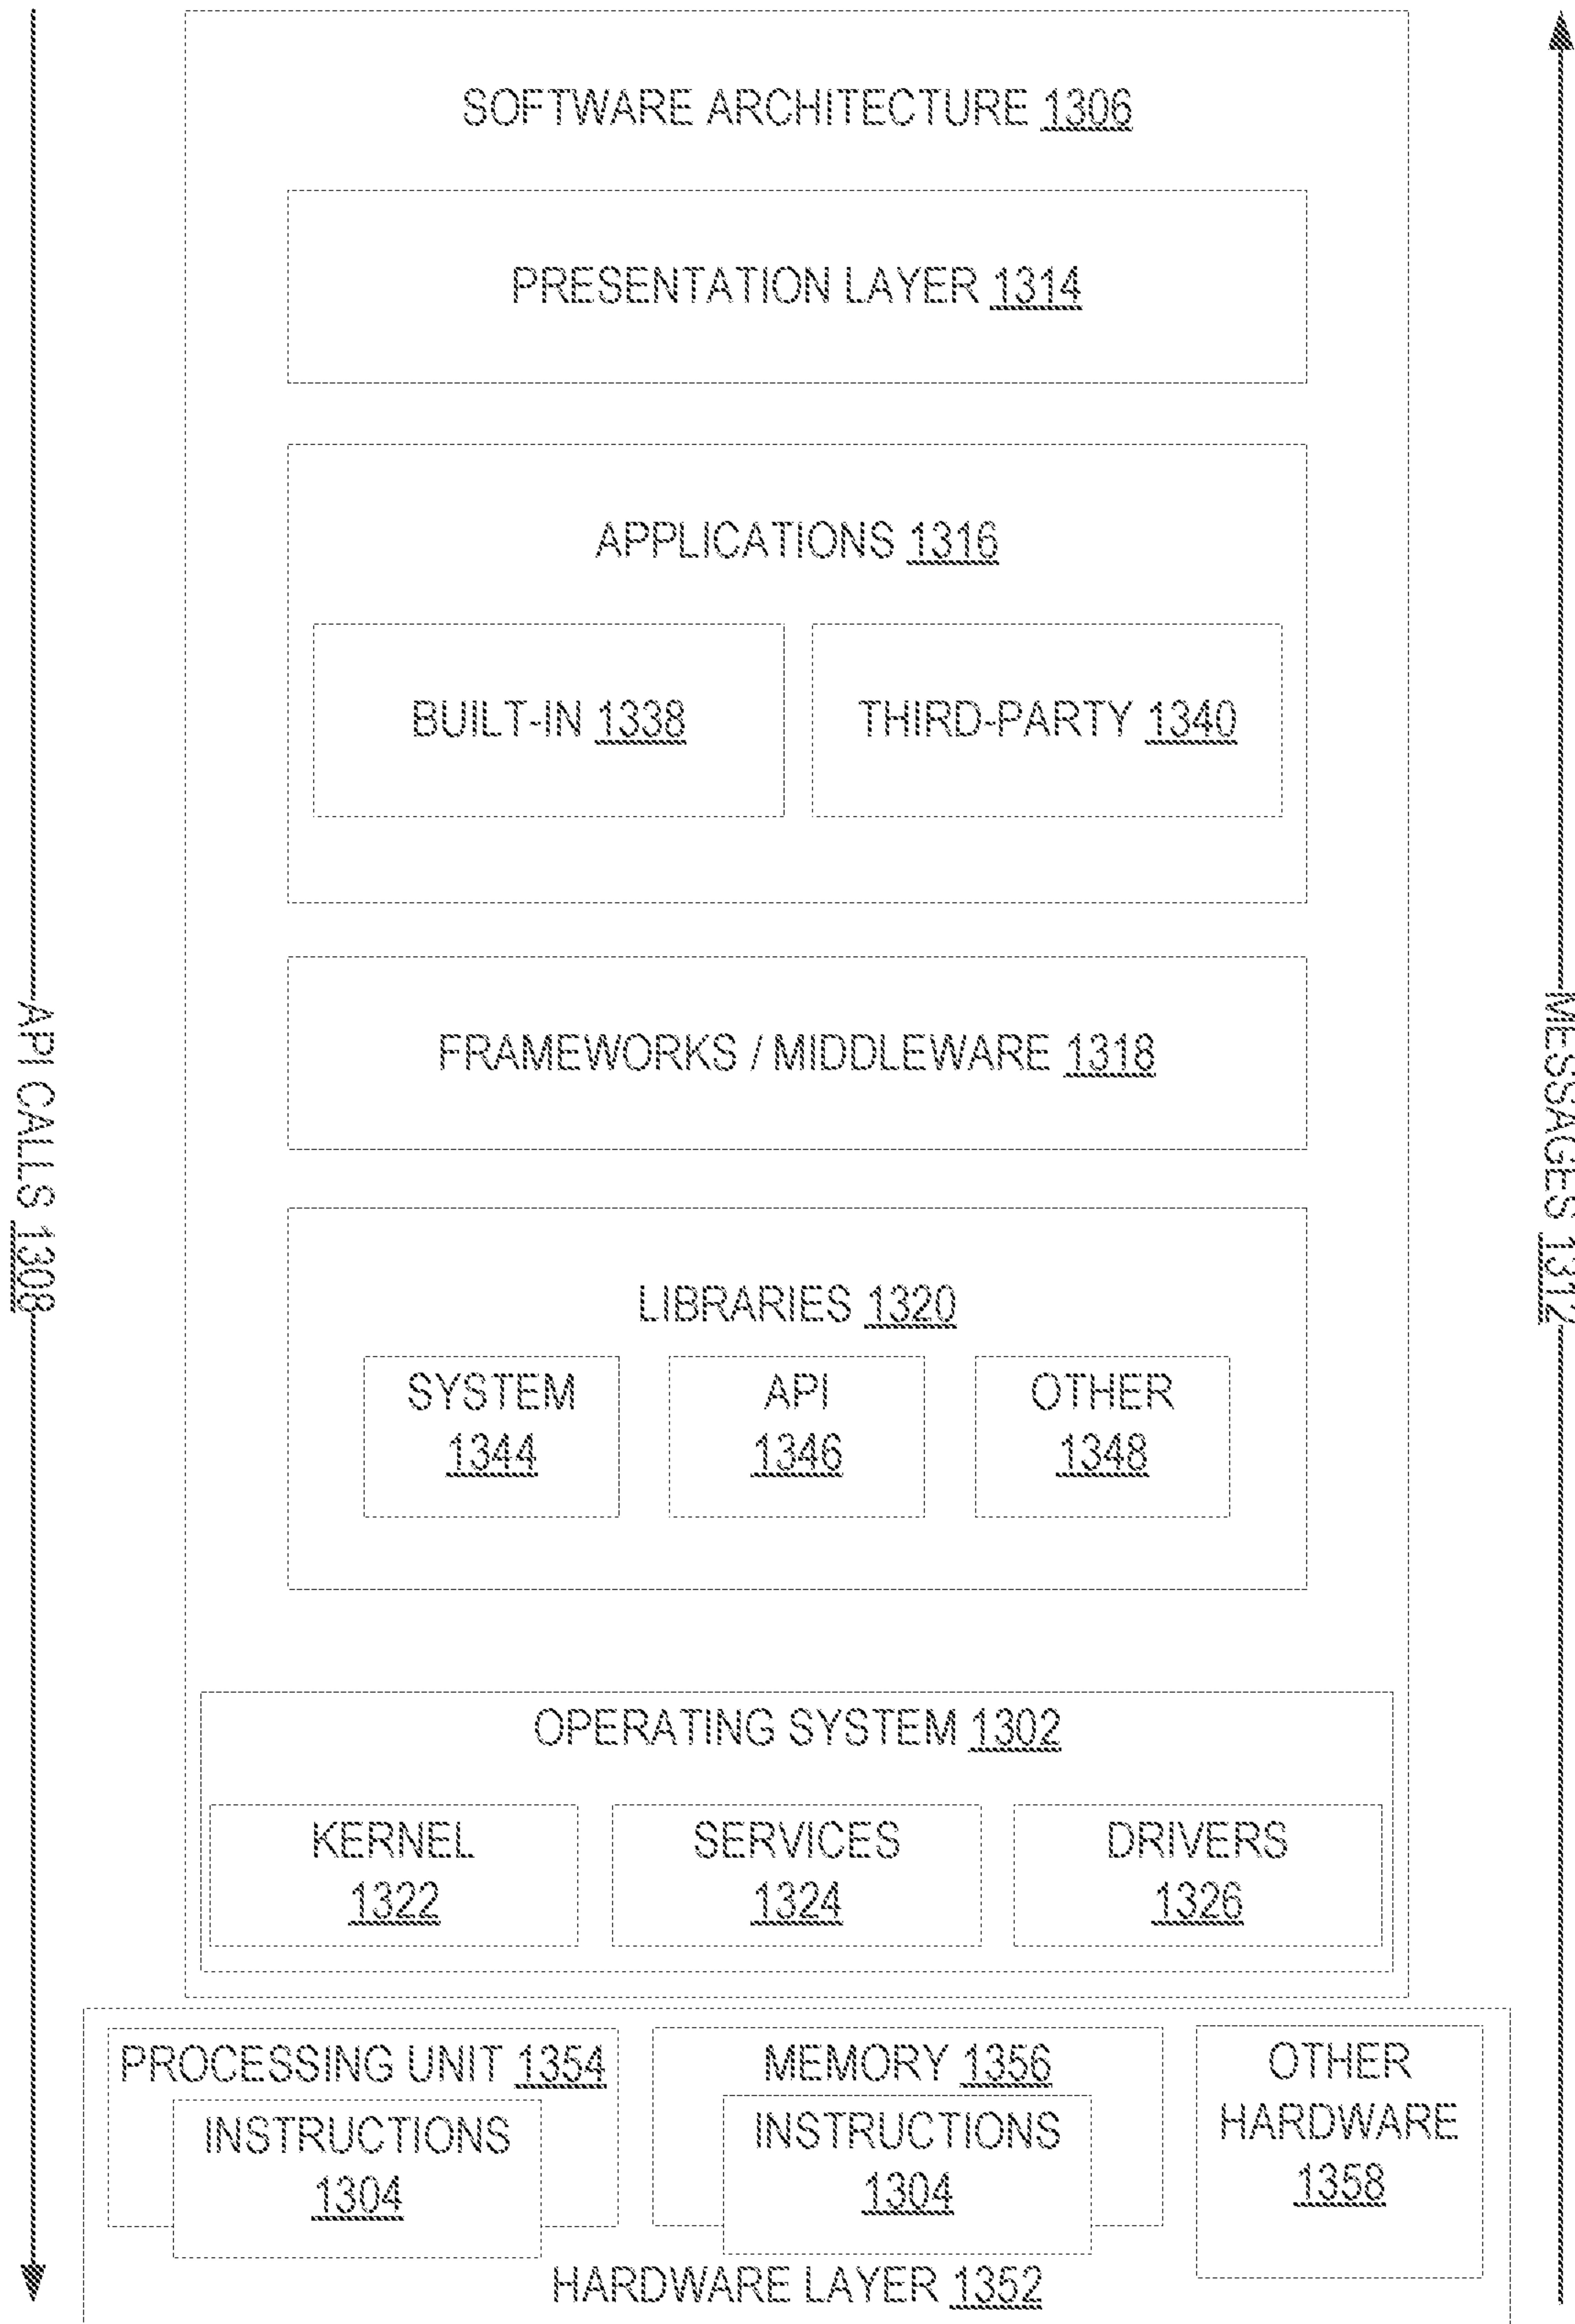 SOFTWARE ARCHITECTURE 1306
PRESENTATION LAYER 1314
APPLICATIONS 1316
BUILT-IN 1338
THIRD-PARTY 1340
FRAMEWORKS / MIDDLEWARE 1318
API CALLS 1308
MESSAGES 1312
LIBRARIES 1320
SYSTEM
1344
API
1346
OTHER
1348
OPERATING SYSTEM 1302
KERNEL
1322
SERVICES
1324
DRIVERS
1326
PROCESSING UNIT 1354
INSTRUCTIONS
1304
MEMORY 1356
INSTRUCTIONS
1304
OTHER
HARDWARE
1358
HARDWARE LAYER 1352